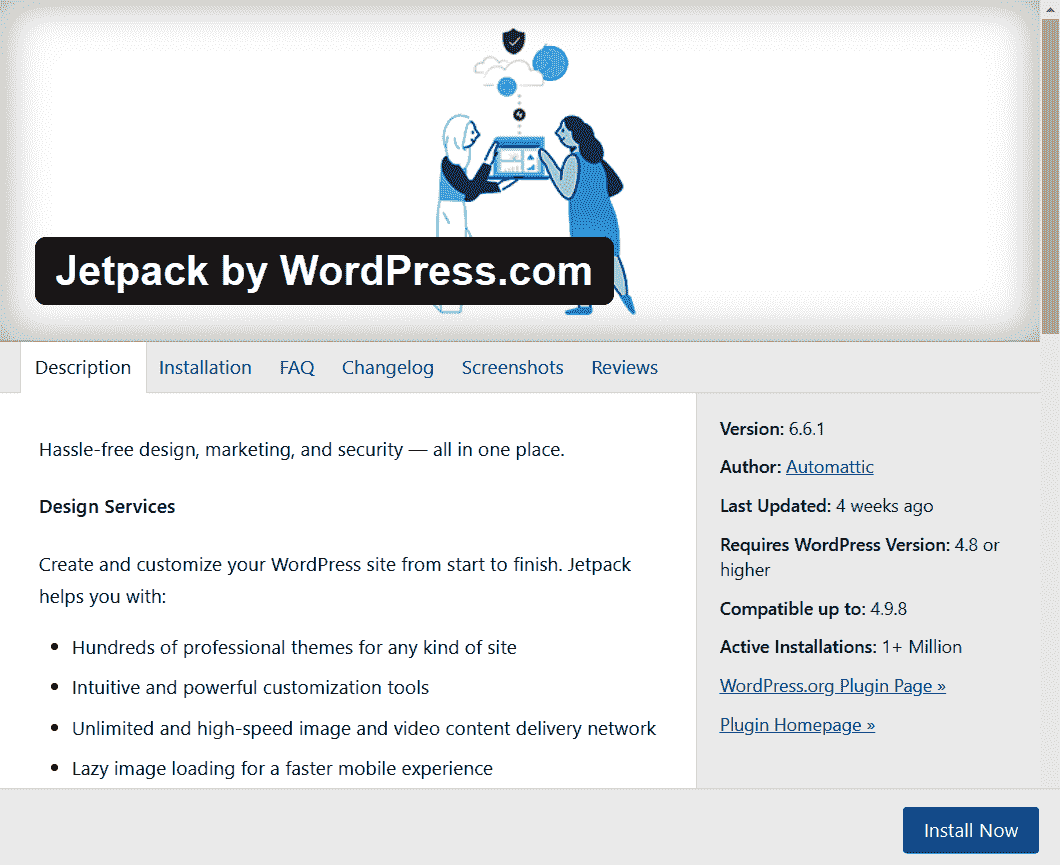 Jetpack by WordPress.com
Description Installation FAQ Changelog Screenshots Reviews
Hassle-free design, marketing, and security — all in one place.
Design Services
Create and customize your WordPress site from start to finish. Jetpack
helps you with:
Hundreds of professional themes for any kind of site
Intuitive and powerful customization tools
Unlimited and high-speed image and video content delivery network
Lazy image loading for a faster mobile experience
Version: 6.6.1
Author: Automattic
Last Updated: 4 weeks ago
Requires WordPress Version: 4.8 or
higher
Compatible up to: 4.9.8
Active Installations: 1+ Million
WordPress.org Plugin Page »
Plugin Homepage »
Install Now